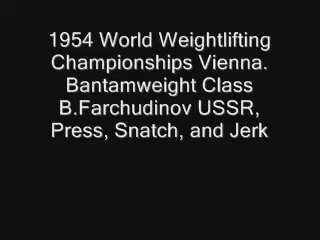 1954 World Weightlifting
Championships Vienna.
Bantamweight Class
B.Farchudinov USSR,
Press, Snatch, and Jerk